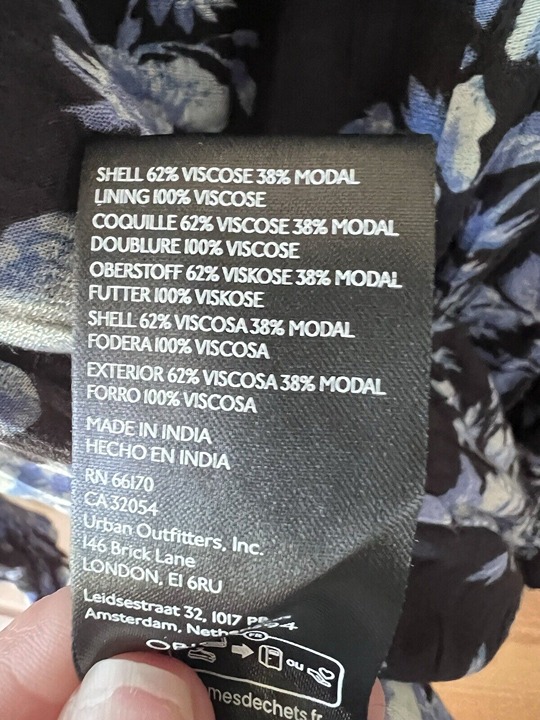 SHELL 62% VISCOSE 38% MODAL
LINING 100% VISCOSE
COQUILLE 62% VISCOSE 38% MODAL
DOUBLURE 100% VISCOSE
OBERSTOFF 62% VISKOSE 38% MODAL
FUTTER 100% VISKOSE
SHELL 62% VISCOSA 38% MODAL
FODERA 100% VISCOSA
EXTERIOR 62% VISCOSA 38% MODAL
FORRO 100% VISCOSA
MADE IN INDIA
HECHO EN INDIA
RN 66170
CA 32054
Urban Outfitters, Inc.
146 Brick Lane
LONDON, E1 6RU
Leidsestraat 32, 1017
Amsterdam,
FR
OU
mesdechets.fr